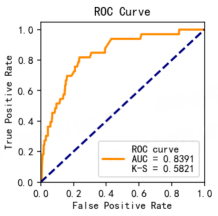 ROC Curve
1.0
0.8
0.6
0.4
0.2
0.0
True Positive Rate
ROC curve
AUC = 0.8391
K-S = 0.5821
0.0 0.2 0.4 0.6 0.8 1.0
False Positive Rate